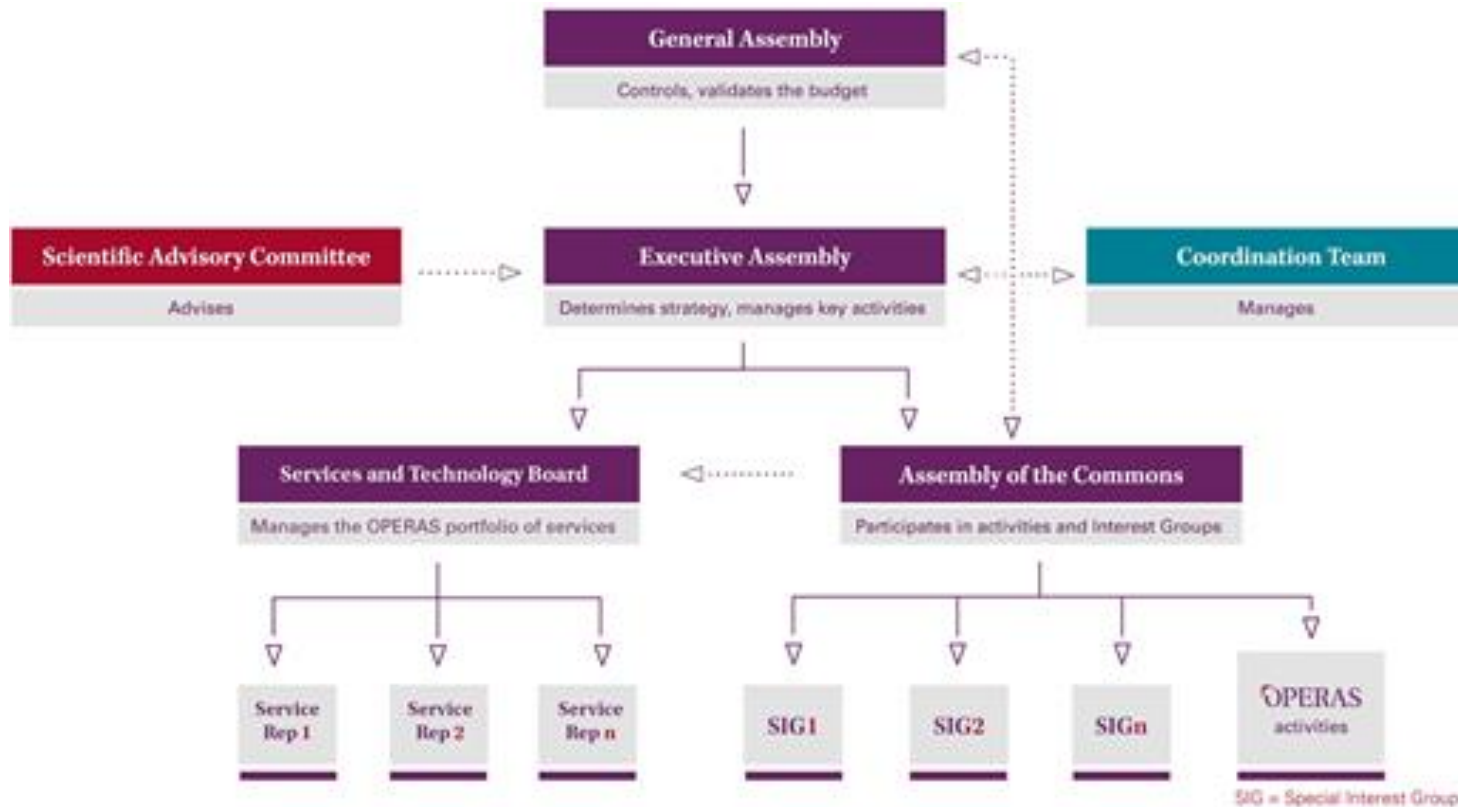 General Assembly
Controls, validates the budget
Scientific Advisory Committee
Advises
Executive Assembly
Determines strategy, manages key activities
Coordination Team
Manages
Services and Technology Board
Manages the OPERAS portfolio of services
Assembly of the Commons
Participates in activities and Interest Groups
Service
Rep 1
Service
Rep 2
Service
Rep n
SIG1
SIG2
SIGn
OPERAS
activities
SIG = Special Interest Group